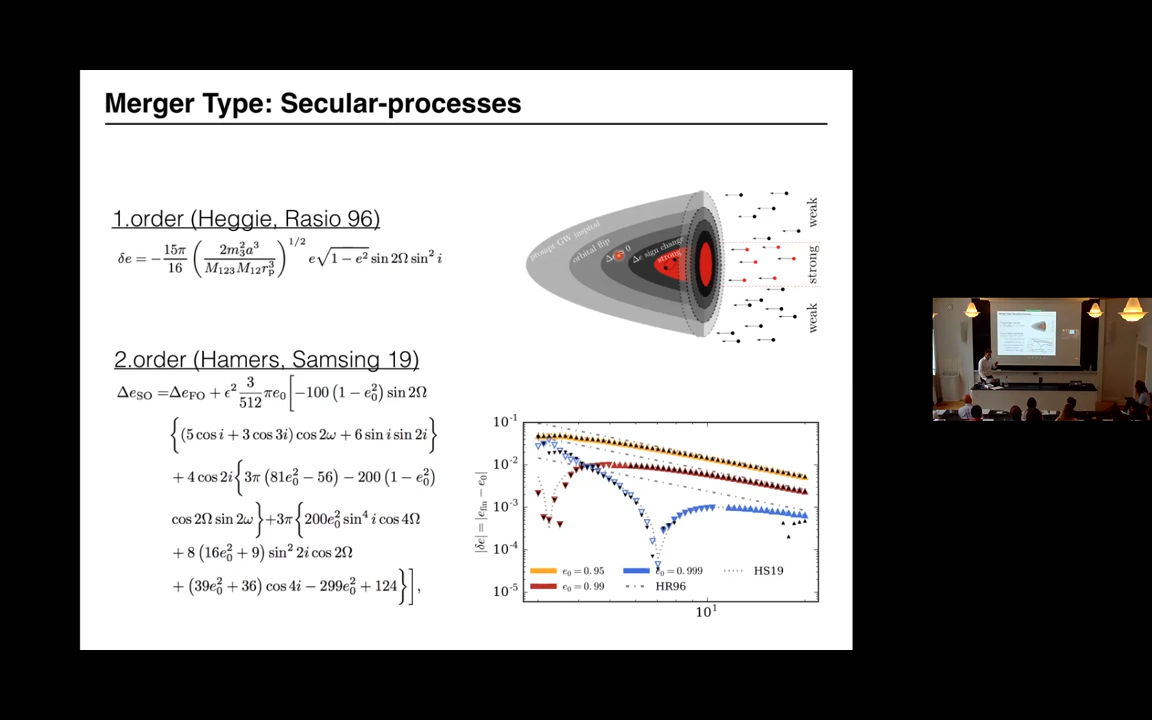 Merger Type: Secular-processes
1.order (Heggie, Rasio 96)
δe = −15π/16 (2m₃²a³ / M₁₂₃M₁₂r_p³)^1/2 e√(1 − e²) sin 2Ω sin² i
2.order (Hamers, Samsing 19)
Δe_SO =Δe_FO + ϵ² 3/512 πe₀ [−100 (1 − e₀²) sin 2Ω
{(5 cos i + 3 cos 3i) cos 2ω + 6 sin i sin 2i}
+ 4 cos 2i{3π (81e₀² − 56) − 200 (1 − e₀²)
cos 2Ω sin 2ω}+3π{200e₀² sin⁴ i cos 4Ω
+ 8 (16e₀² + 9) sin² 2i cos 2Ω
+ (39e₀² + 36) cos 4i − 299e₀² + 124}],
prompt GW inspiral
orbital flip
Δe sign change
strong
weak
strong
weak
|δe| = |e_fin − e₀|
10⁻¹
10⁻²
10⁻³
10⁻⁴
10⁻⁵
e₀ = 0.95
e₀ = 0.999
HS19
e₀ = 0.99
HR96
10¹